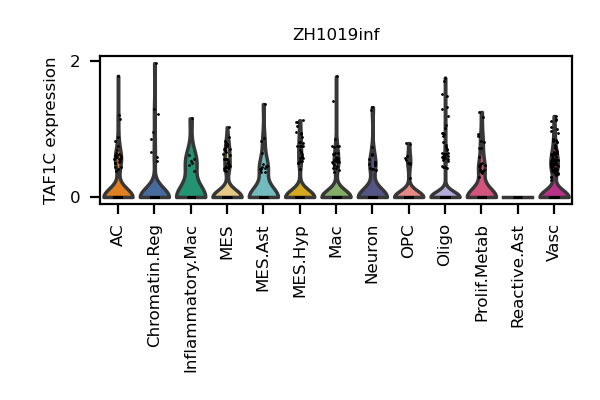 ZH1019inf
TAF1C expression
2
0
AC
Chromatin.Reg
Inflammatory.Mac
MES
MES.Ast
MES.Hyp
Mac
Neuron
OPC
Oligo
Prolif.Metab
Reactive.Ast
Vasc